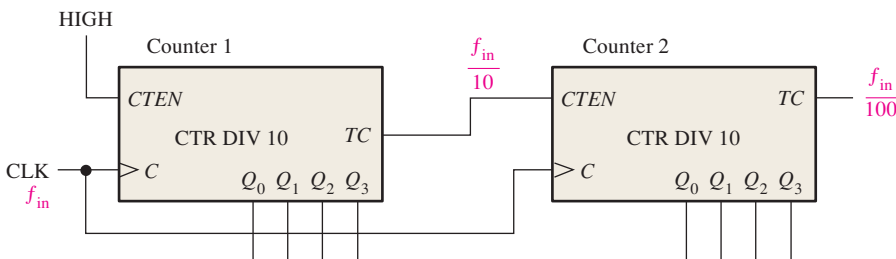 HIGH
Counter 1
Counter 2
f_in/10
f_in/100
CTEN
CTR DIV 10
TC
CLK
f_in
C
Q₀ Q₁ Q₂ Q₃
CTEN
CTR DIV 10
TC
C
Q₀ Q₁ Q₂ Q₃